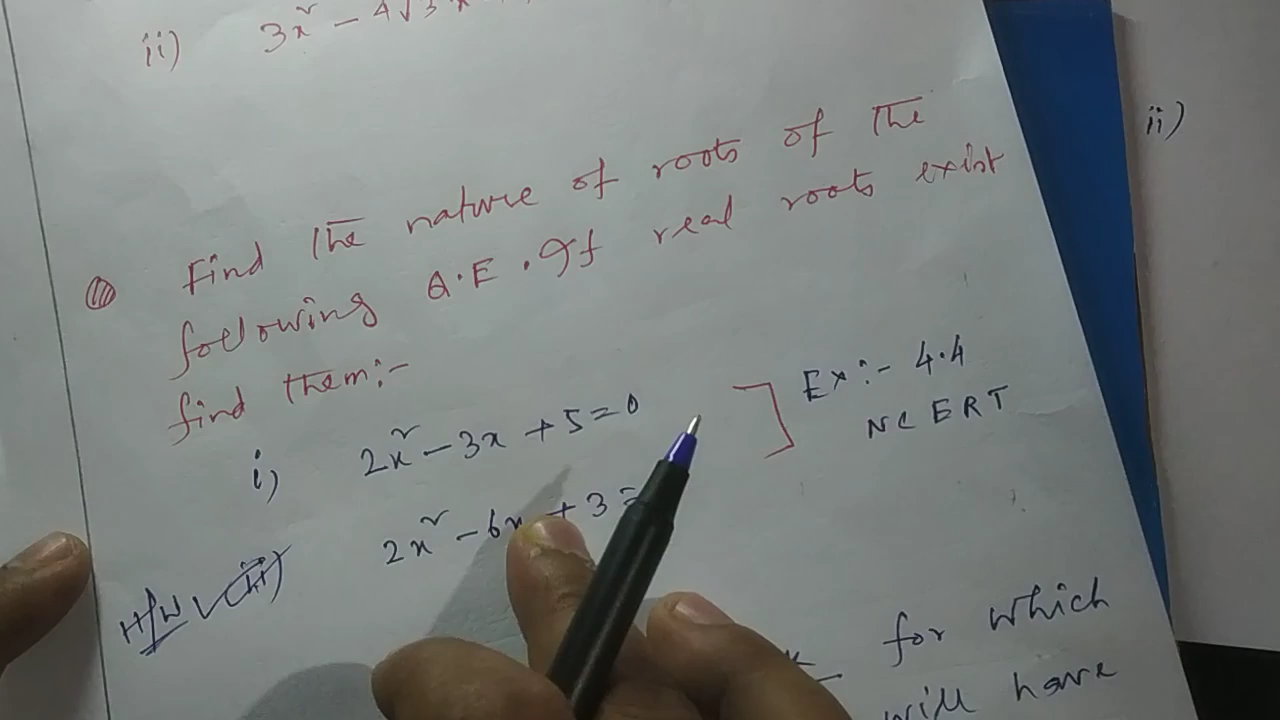 ii) 3x² - 4√3
ii)
Find the nature of roots of the
following Q.E. If real roots exist
find them:-
i) 2x² - 3x + 5 = 0
] Ex:- 4.4
NCERT
H/W ✓ (iii) 2x² - 6x + 3 =
for which
will have